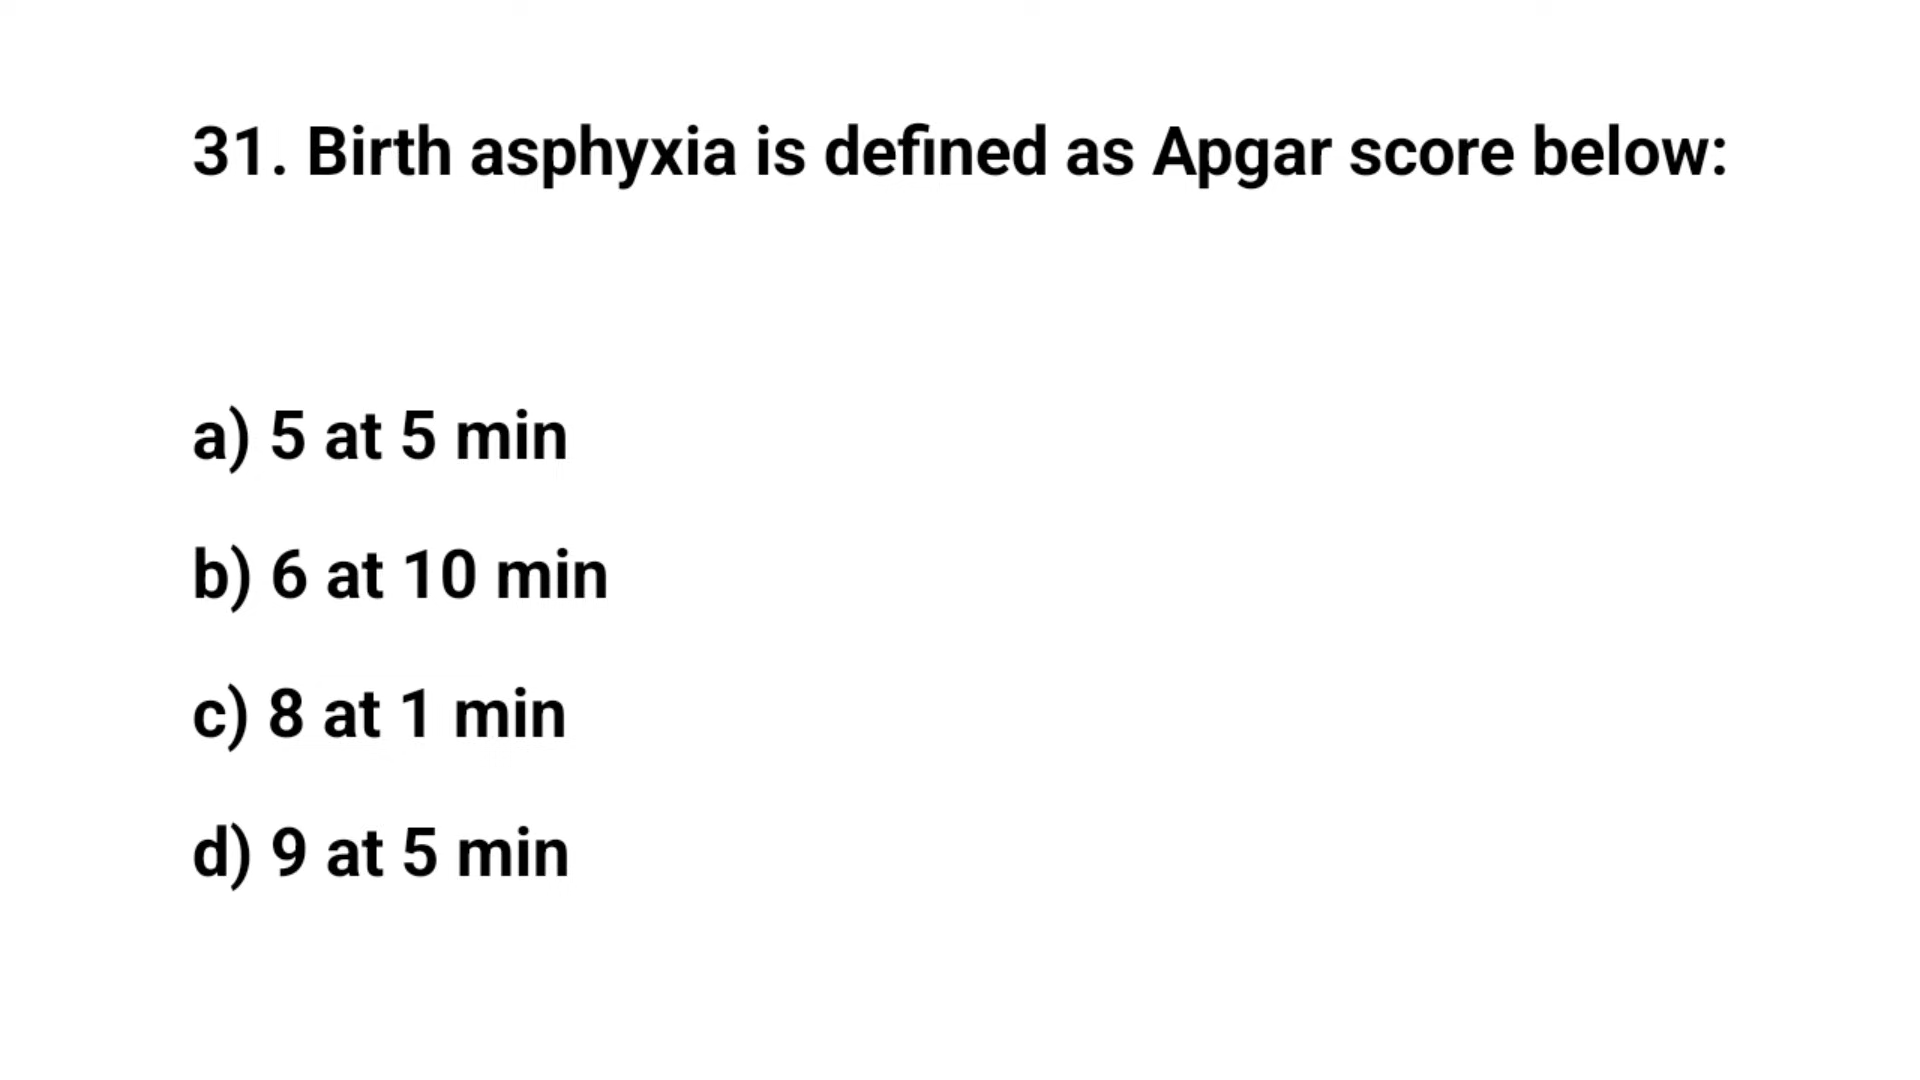 31. Birth asphyxia is defined as Apgar score below:
a) 5 at 5 min
b) 6 at 10 min
c) 8 at 1 min
d) 9 at 5 min